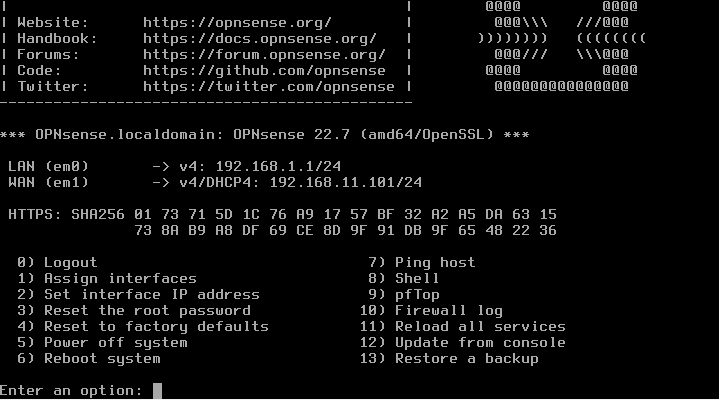 |                                              |         @@@@         @@@@
| Website:      https://opnsense.org/          |          @@@\\\   ///@@@
| Handbook:     https://docs.opnsense.org/     |        ))))))))   ((((((((
| Forums:       https://forum.opnsense.org/    |          @@@///   \\\@@@
| Code:         https://github.com/opnsense    |         @@@@         @@@@
| Twitter:      https://twitter.com/opnsense   |          @@@@@@@@@@@@@@@
----------------------------------------------
*** OPNsense.localdomain: OPNsense 22.7 (amd64/OpenSSL) ***
LAN (em0)       -> v4: 192.168.1.1/24
WAN (em1)       -> v4/DHCP4: 192.168.11.101/24
HTTPS: SHA256 01 73 71 5D 1C 76 A9 17 57 BF 32 A2 A5 DA 63 15
              73 8A B9 A8 DF 69 CE 8D 9F 91 DB 9F 65 48 22 36
0) Logout                              7) Ping host
1) Assign interfaces                   8) Shell
2) Set interface IP address            9) pfTop
3) Reset the root password            10) Firewall log
4) Reset to factory defaults          11) Reload all services
5) Power off system                   12) Update from console
6) Reboot system                      13) Restore a backup
Enter an option: